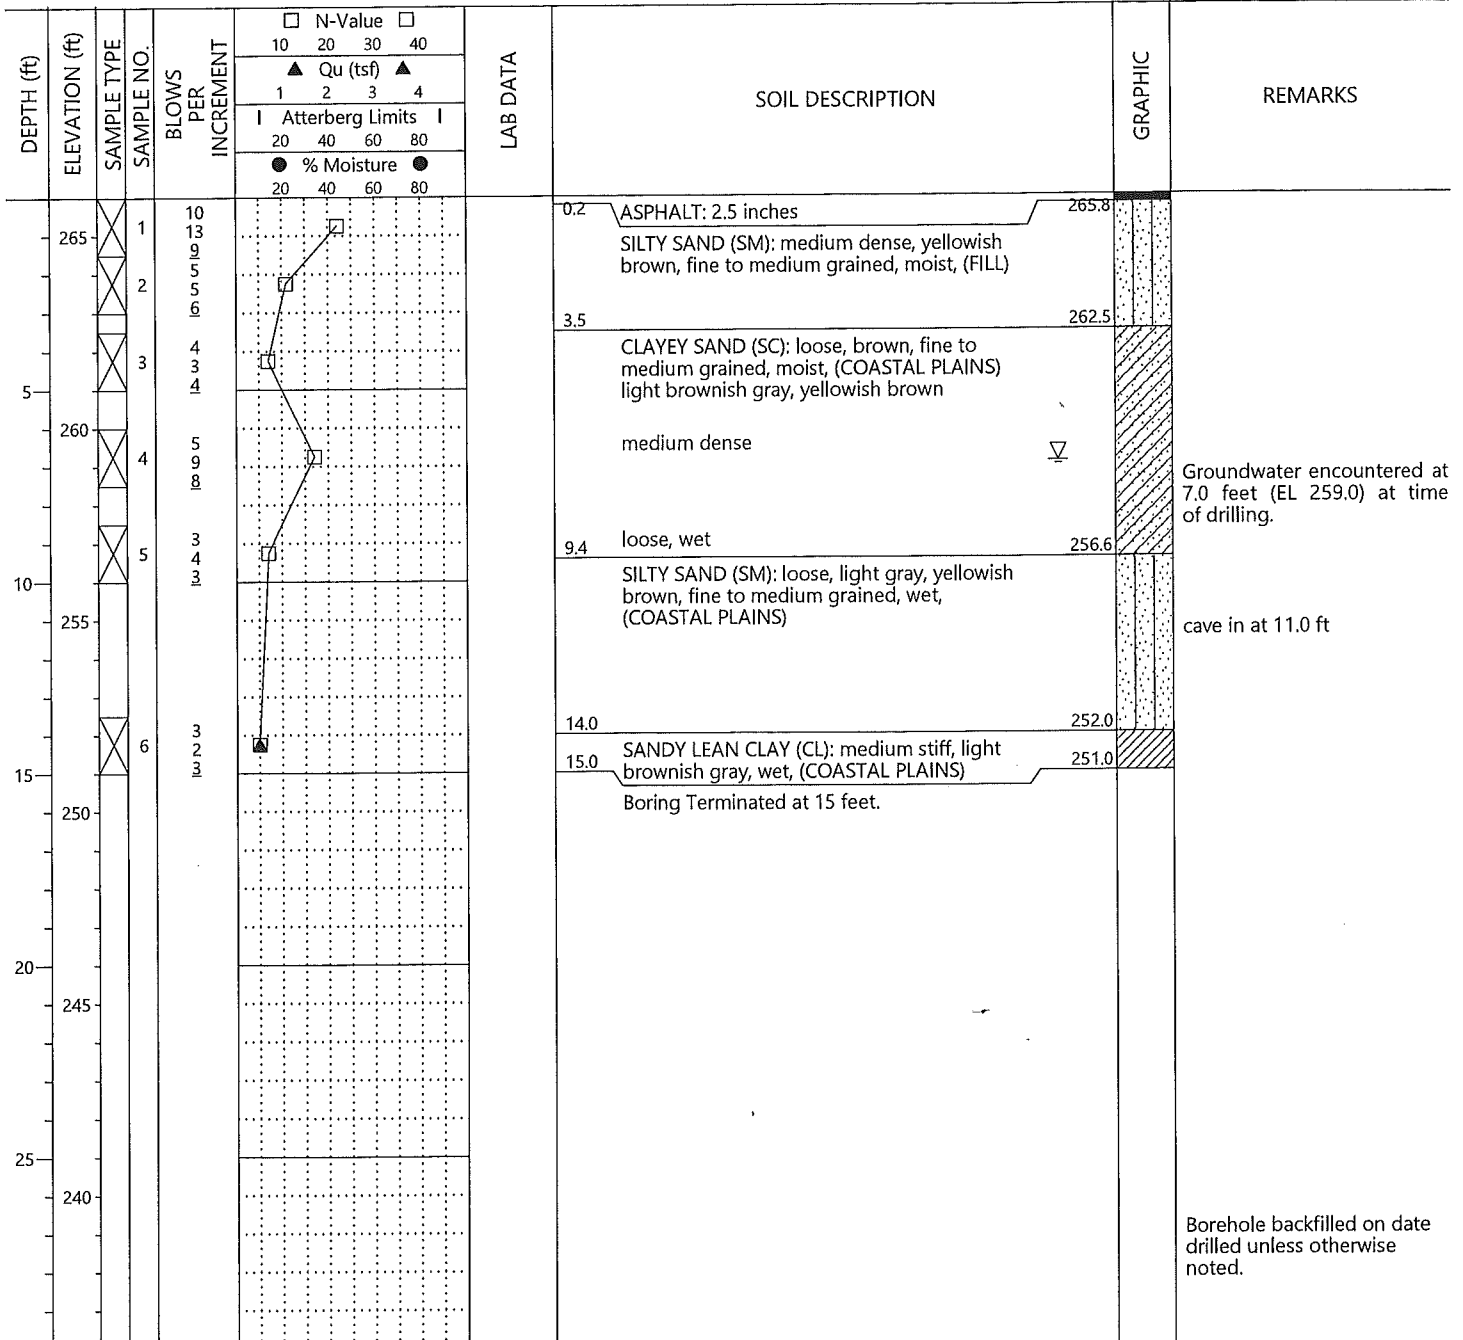 DEPTH (ft)
ELEVATION (ft)
SAMPLE TYPE
SAMPLE NO.
BLOWS
PER
INCREMENT
N-Value
10 20 30 40
Qu (tsf)
1 2 3 4
Atterberg Limits
20 40 60 80
% Moisture
20 40 60 80
LAB DATA
SOIL DESCRIPTION
GRAPHIC
REMARKS
0.2 ASPHALT: 2.5 inches 265.8
1 10
13
9
265
SILTY SAND (SM): medium dense, yellowish
brown, fine to medium grained, moist, (FILL)
2 5
5
6
3.5 262.5
3 4
3
4
CLAYEY SAND (SC): loose, brown, fine to
medium grained, moist, (COASTAL PLAINS)
light brownish gray, yellowish brown
5
260
4 5
9
8
medium dense
Groundwater encountered at
7.0 feet (EL 259.0) at time
of drilling.
5 3
4
3
loose, wet
9.4 256.6
10
SILTY SAND (SM): loose, light gray, yellowish
brown, fine to medium grained, wet,
(COASTAL PLAINS)
255
cave in at 11.0 ft
14.0 252.0
6 3
2
3
SANDY LEAN CLAY (CL): medium stiff, light
brownish gray, wet, (COASTAL PLAINS)
15 15.0 251.0
Boring Terminated at 15 feet.
250
20
245
25
240
Borehole backfilled on date
drilled unless otherwise
noted.